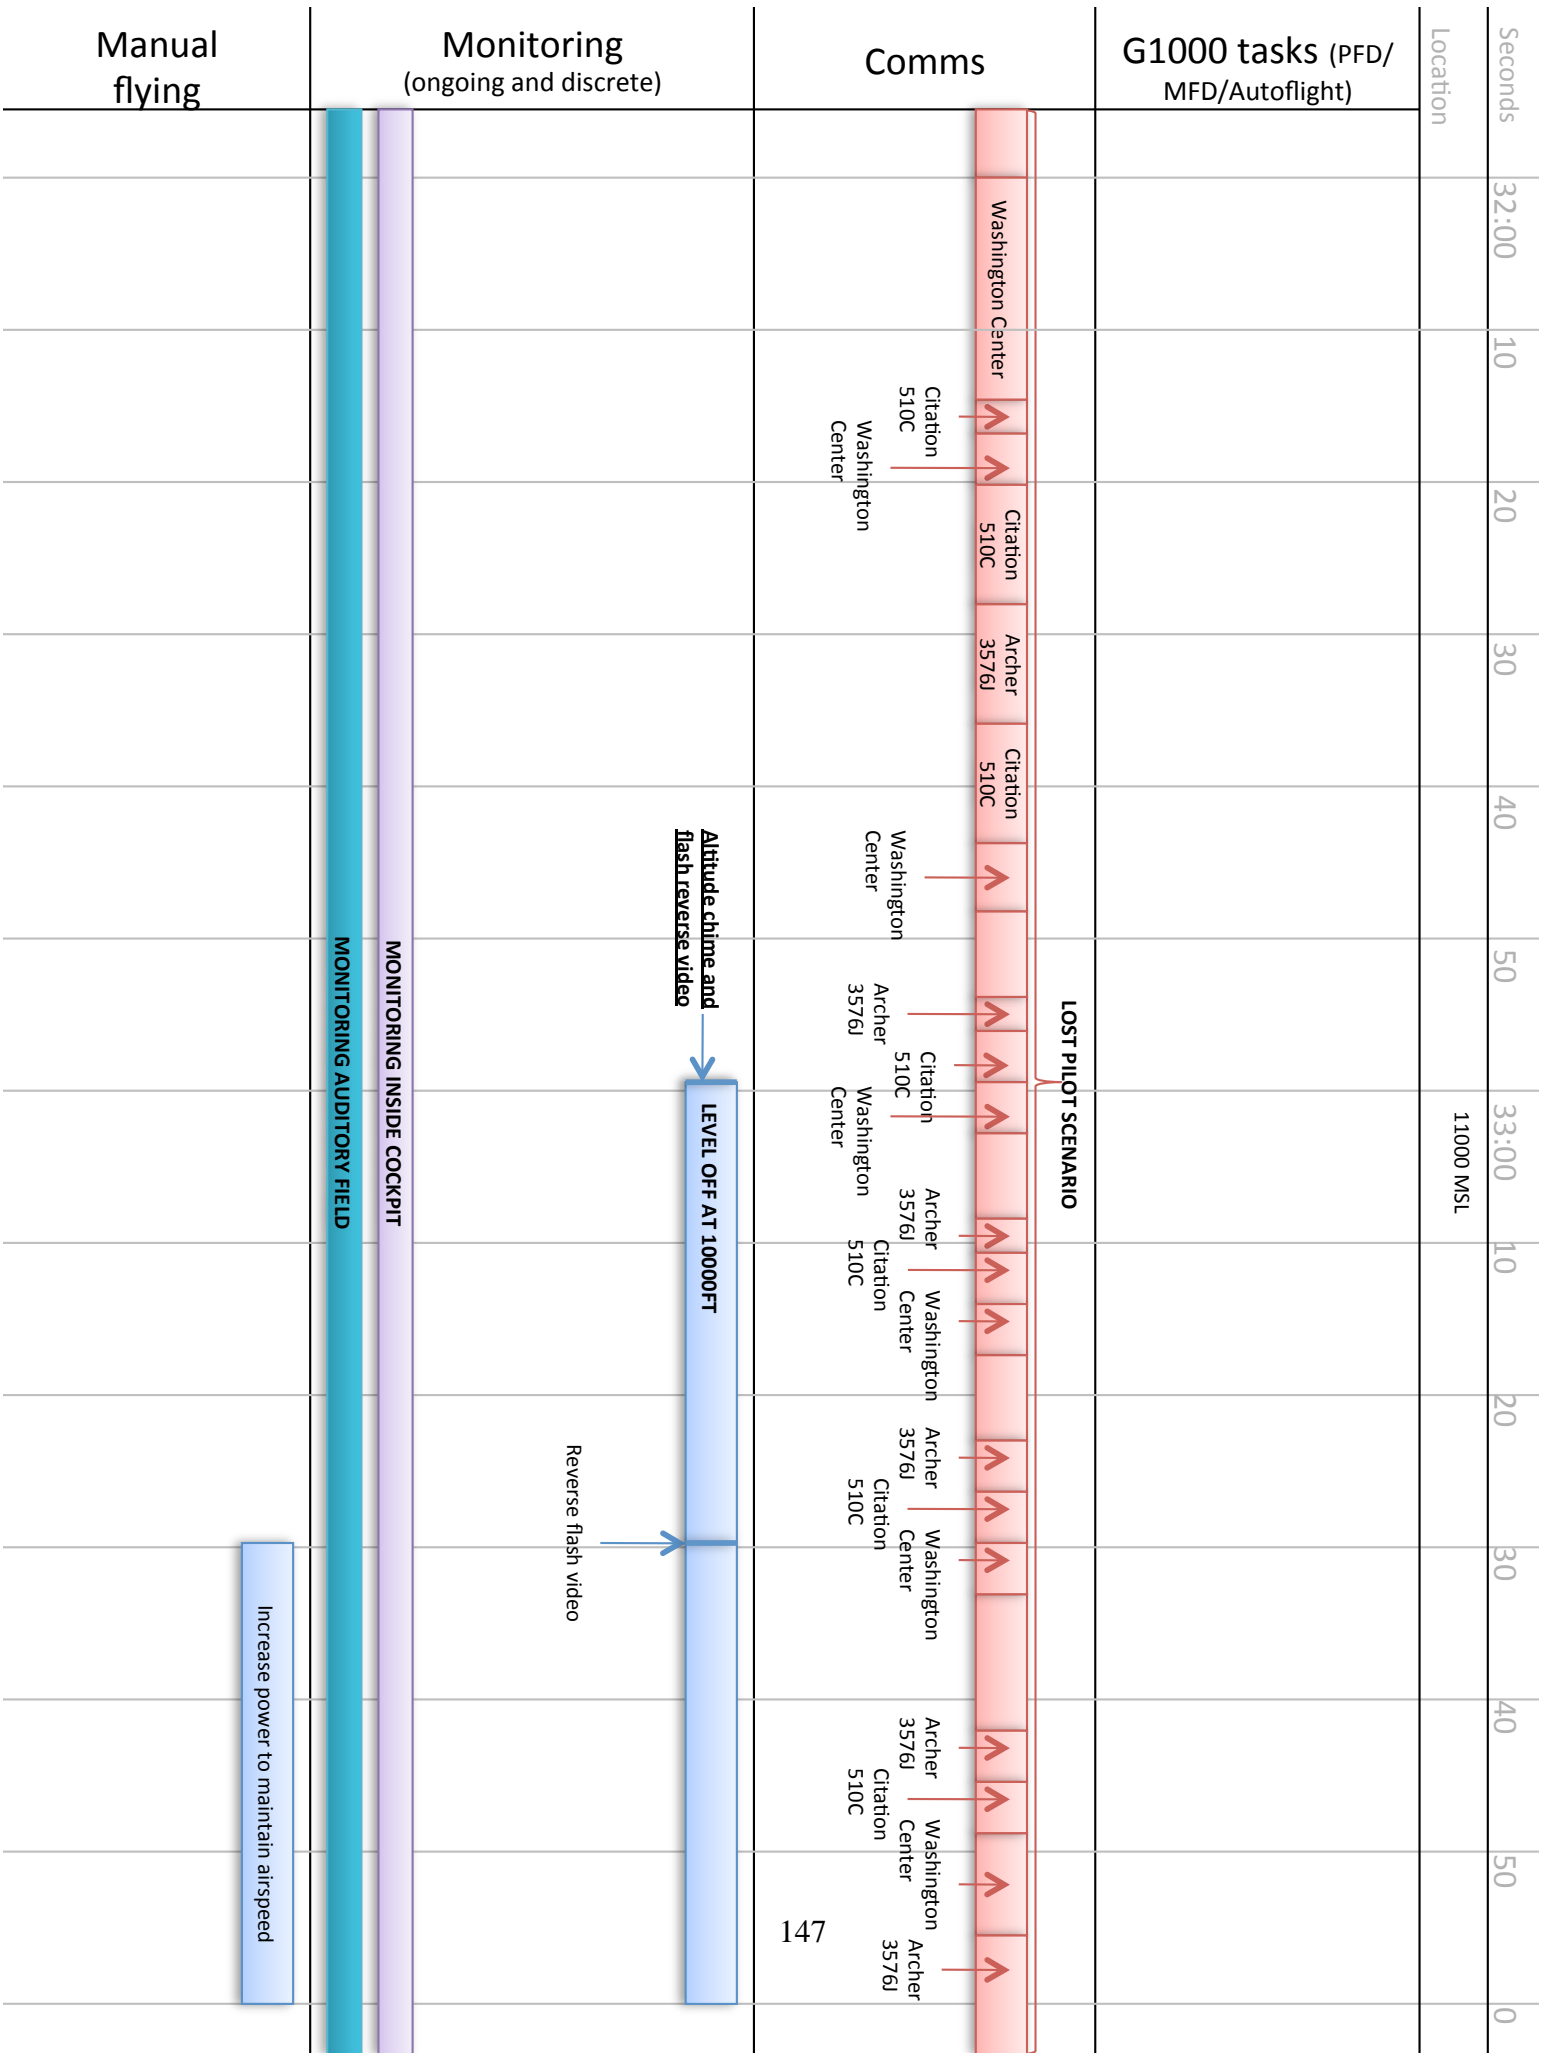 Seconds
32:00
10
20
30
40
50
33:00
10
20
30
40
50
0
Location
11000 MSL
G1000 tasks (PFD/
MFD/Autoflight)
Comms
LOST PILOT SCENARIO
Washington Center
Citation
510C
Washington
Center
Citation
510C
Archer
3576J
Citation
510C
Washington
Center
Archer
3576J
Citation
510C
Washington
Center
Archer
3576J
Citation
510C
Washington
Center
Archer
3576J
Citation
510C
Washington
Center
Archer
3576J
Citation
510C
Washington
Center
Archer
3576J
Monitoring
(ongoing and discrete)
Altitude chime and
flash reverse video
LEVEL OFF AT 10000FT
Reverse flash video
MONITORING INSIDE COCKPIT
MONITORING AUDITORY FIELD
Manual
flying
Increase power to maintain airspeed
147